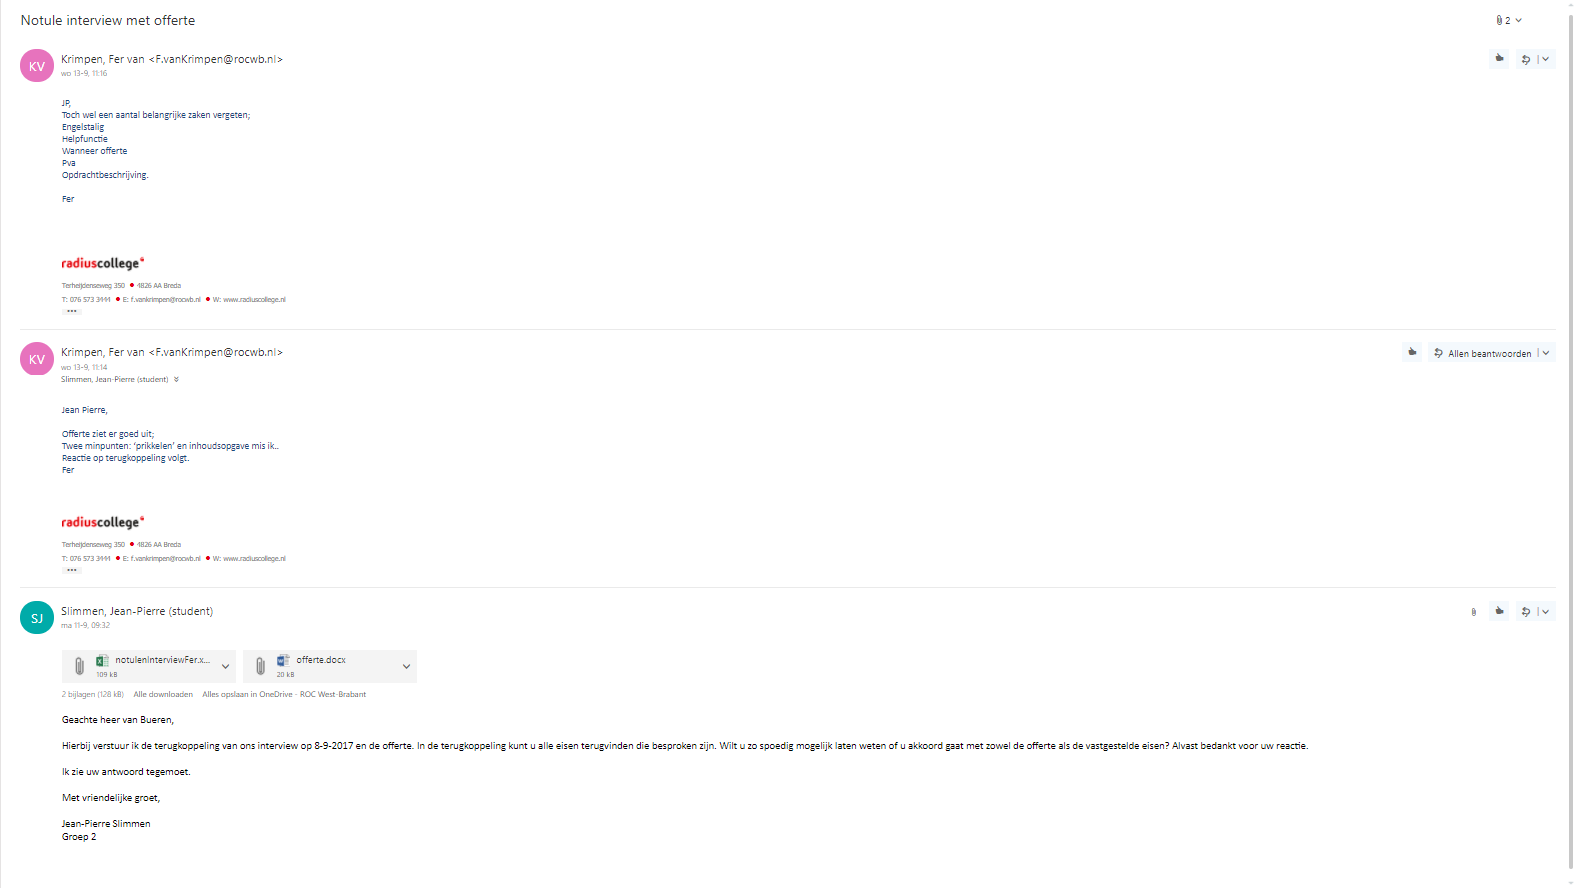 Notule interview met offerte
2
KV
Krimpen, Fer van <F.vanKrimpen@rocwb.nl>
wo 13-9, 11:16
JP,
Toch wel een aantal belangrijke zaken vergeten;
Engelstalig
Helpfunctie
Wanneer offerte
Pva
Opdrachtbeschrijving.
Fer
radiuscollege
Terheijdenseweg 350 • 4826 AA Breda
T: 076 573 3444 • E: f.vankrimpen@rocwb.nl • W: www.radiuscollege.nl
•••
KV
Krimpen, Fer van <F.vanKrimpen@rocwb.nl>
Allen beantwoorden
wo 13-9, 11:14
Slimmen, Jean-Pierre (student)
Jean Pierre,
Offerte ziet er goed uit;
Twee minpunten: ‘prikkelen’ en inhoudsopgave mis ik..
Reactie op terugkoppeling volgt.
Fer
radiuscollege
Terheijdenseweg 350 • 4826 AA Breda
T: 076 573 3444 • E: f.vankrimpen@rocwb.nl • W: www.radiuscollege.nl
•••
SJ
Slimmen, Jean-Pierre (student)
ma 11-9, 09:32
notulenInterviewFer.x... offerte.docx
109 kB 20 kB
2 bijlagen (128 kB) Alle downloaden Alles opslaan in OneDrive - ROC West-Brabant
Geachte heer van Bueren,
Hierbij verstuur ik de terugkoppeling van ons interview op 8-9-2017 en de offerte. In de terugkoppeling kunt u alle eisen terugvinden die besproken zijn. Wilt u zo spoedig mogelijk laten weten of u akkoord gaat met zowel de offerte als de vastgestelde eisen? Alvast bedankt voor uw reactie.
Ik zie uw antwoord tegemoet.
Met vriendelijke groet,
Jean-Pierre Slimmen
Groep 2